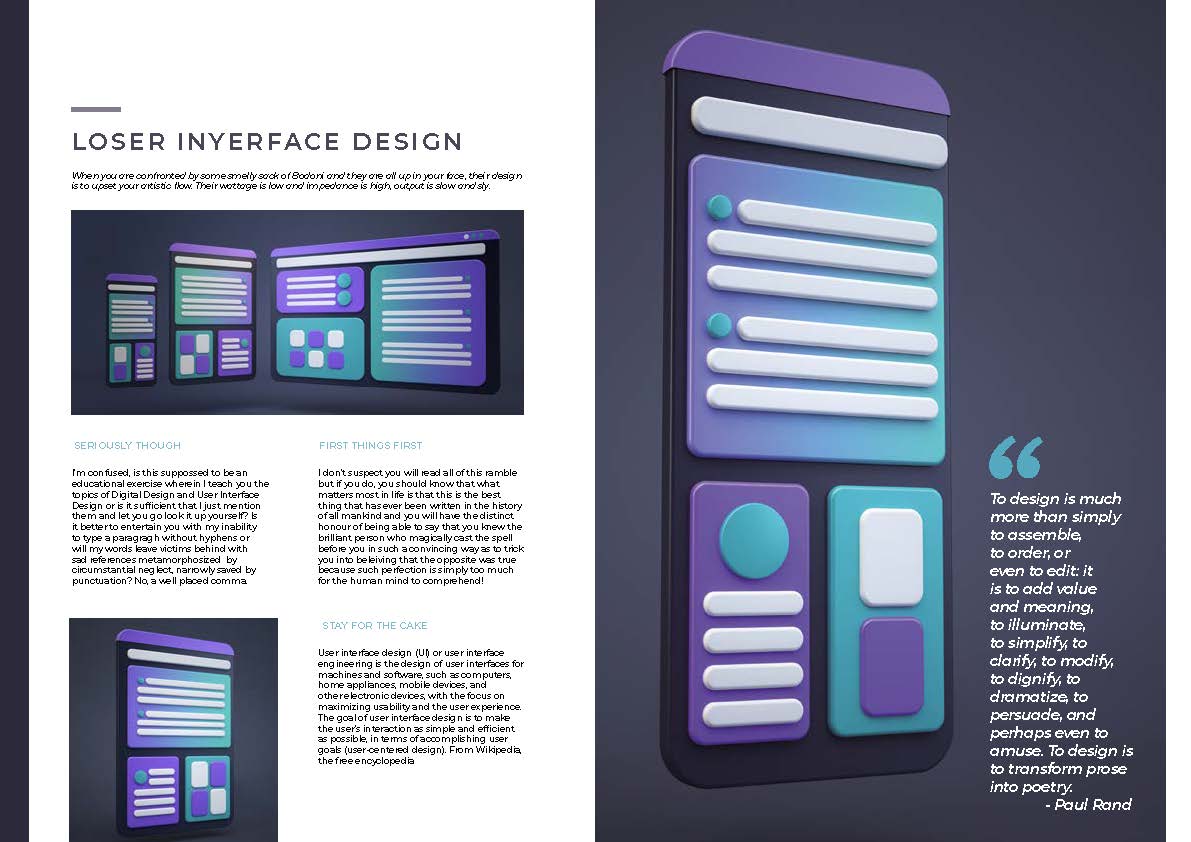 LOSER INYERFACE DESIGN
When you are confronted by some smelly sack of Bodoni and they are all up in your face, their design
is to upset your artistic flow. Their wattage is low and impedance is high, output is slow and sly.
SERIOUSLY THOUGH
I'm confused, is this suppossed to be an
educational exercise wherein I teach you the
topics of Digital Design and User Interface
Design or is it sufficient that I just mention
them and let you go look it up yourself? Is
it better to entertain you with my inability
to type a paragragh without hyphens or
will my words leave victims behind with
sad references metamorphosized by
circumstantial neglect, narrowly saved by
punctuation? No, a well placed comma.
FIRST THINGS FIRST
I don't suspect you will read all of this ramble
but if you do, you should know that what
matters most in life is that this is the best
thing that has ever been written in the history
of all mankind and you will have the distinct
honour of being able to say that you knew the
brilliant person who magically cast the spell
before you in such a convincing way as to trick
you into beleiving that the opposite was true
because such perfection is simply too much
for the human mind to comprehend!
STAY FOR THE CAKE
User interface design (UI) or user interface
engineering is the design of user interfaces for
machines and software, such as computers,
home appliances, mobile devices, and
other electronic devices, with the focus on
maximizing usability and the user experience.
The goal of user interface design is to make
the user's interaction as simple and efficient
as possible, in terms of accomplishing user
goals (user-centered design). From Wikipedia,
the free encyclopedia
“
To design is much
more than simply
to assemble,
to order, or
even to edit: it
is to add value
and meaning,
to illuminate,
to simplify, to
clarify, to modify,
to dignify, to
dramatize, to
persuade, and
perhaps even to
amuse. To design is
to transform prose
into poetry.
- Paul Rand